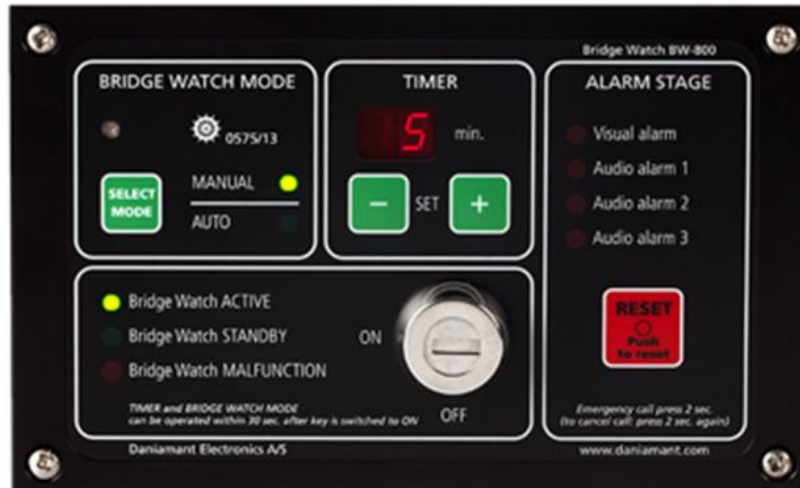 Bridge Watch BW-800
BRIDGE WATCH MODE
0575/13
SELECT
MODE
MANUAL
AUTO
TIMER
5 min.
− SET +
ALARM STAGE
Visual alarm
Audio alarm 1
Audio alarm 2
Audio alarm 3
RESET
Push
to reset
Emergency call press 2 sec.
(to cancel call: press 2 sec. again)
Bridge Watch ACTIVE
Bridge Watch STANDBY
Bridge Watch MALFUNCTION
ON
OFF
TIMER and BRIDGE WATCH MODE
can be operated within 30 sec. after key is switched to ON
Daniamant Electronics A/S
www.daniamant.com